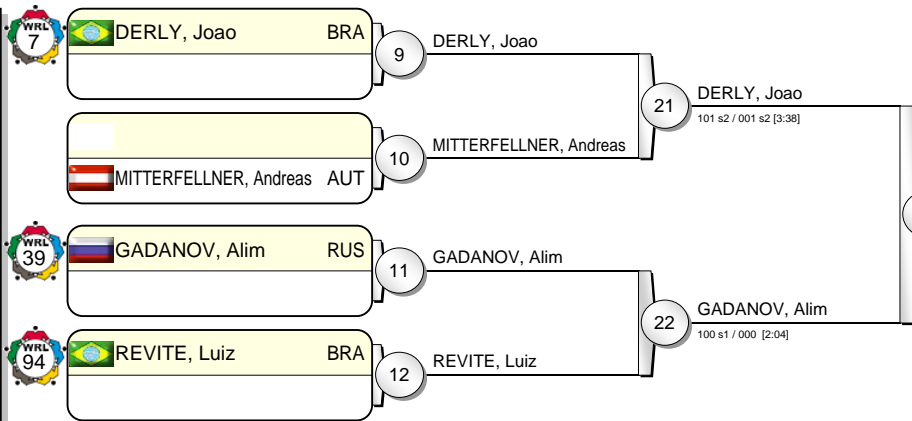 WRL
7
DERLY, Joao BRA
9
DERLY, Joao
21
DERLY, Joao
101 s2 / 001 s2 [3:38]
MITTERFELLNER, Andreas AUT
10
MITTERFELLNER, Andreas
WRL
39
GADANOV, Alim RUS
11
GADANOV, Alim
22
GADANOV, Alim
100 s1 / 000 [2:04]
WRL
94
REVITE, Luiz BRA
12
REVITE, Luiz